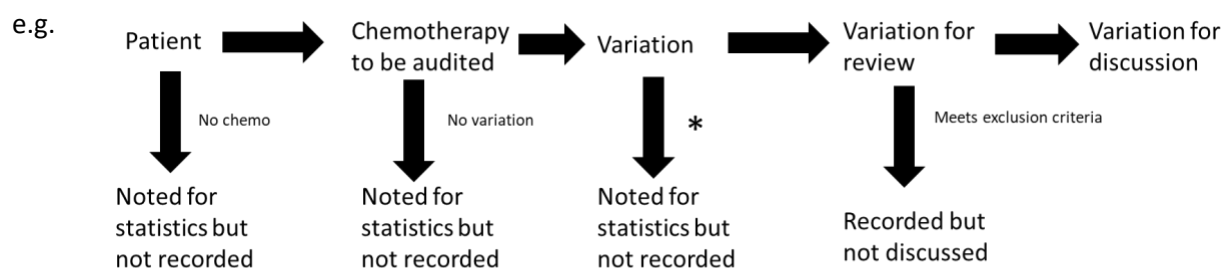 e.g.
Patient
Chemotherapy
to be audited
Variation
Variation for
review
Variation for
discussion
No chemo
No variation
*
Meets exclusion criteria
Noted for
statistics but
not recorded
Noted for
statistics but
not recorded
Noted for
statistics but
not recorded
Recorded but
not discussed